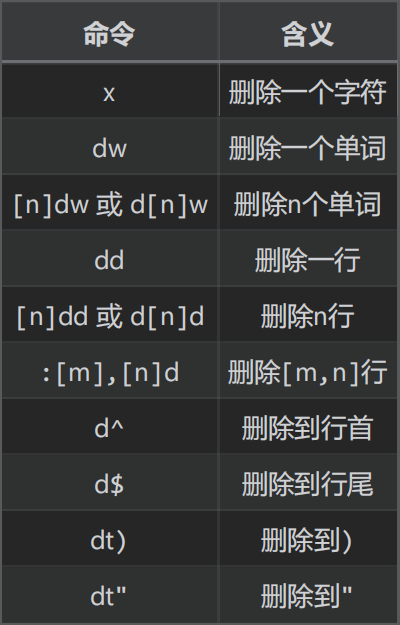 命令 含义
x 删除一个字符
dw 删除一个单词
[n]dw 或 d[n]w 删除n个单词
dd 删除一行
[n]dd 或 d[n]d 删除n行
:[m],[n]d 删除[m,n]行
d^ 删除到行首
d$ 删除到行尾
dt) 删除到)
dt" 删除到"